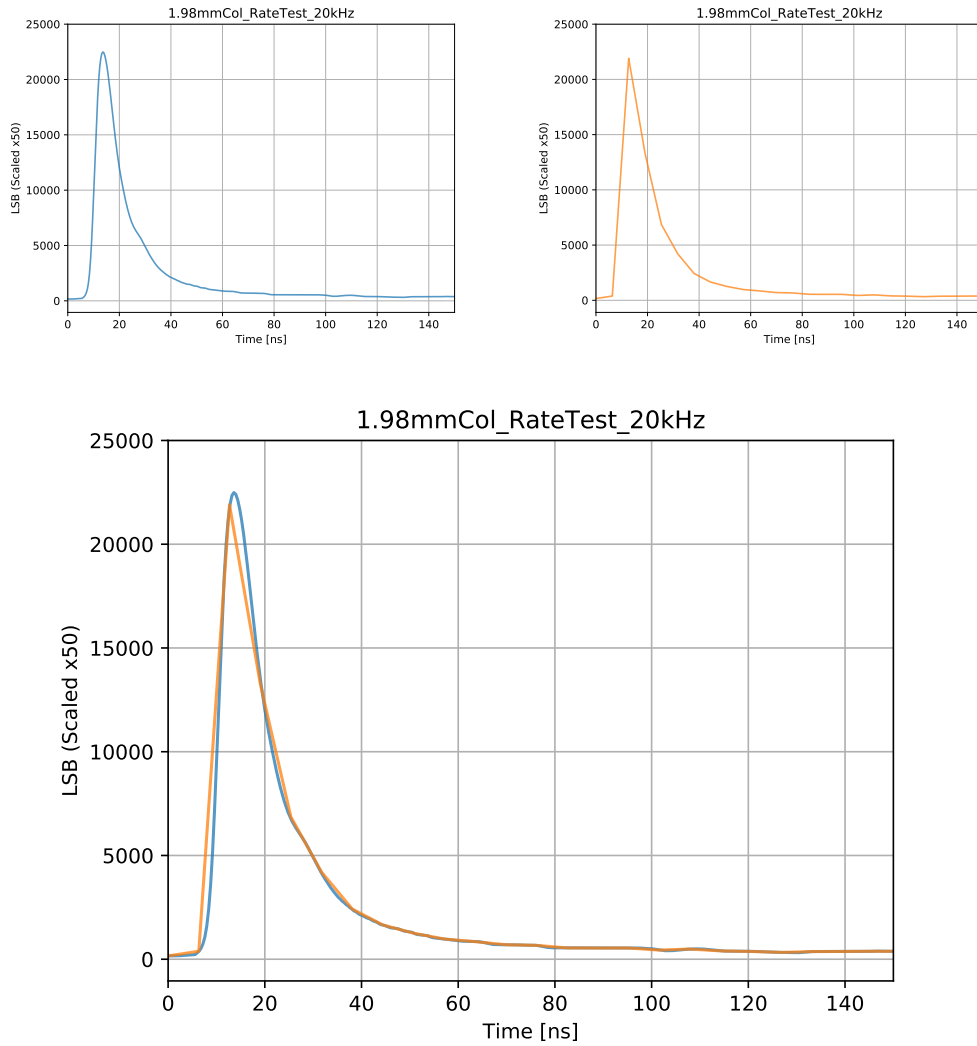 1.98mmCol_RateTest_20kHz
25000
20000
15000
10000
5000
0
LSB (Scaled x50)
0 20 40 60 80 100 120 140
Time [ns]
1.98mmCol_RateTest_20kHz
25000
20000
15000
10000
5000
0
LSB (Scaled x50)
0 20 40 60 80 100 120 140
Time [ns]
1.98mmCol_RateTest_20kHz
25000
20000
15000
10000
5000
0
LSB (Scaled x50)
0 20 40 60 80 100 120 140
Time [ns]